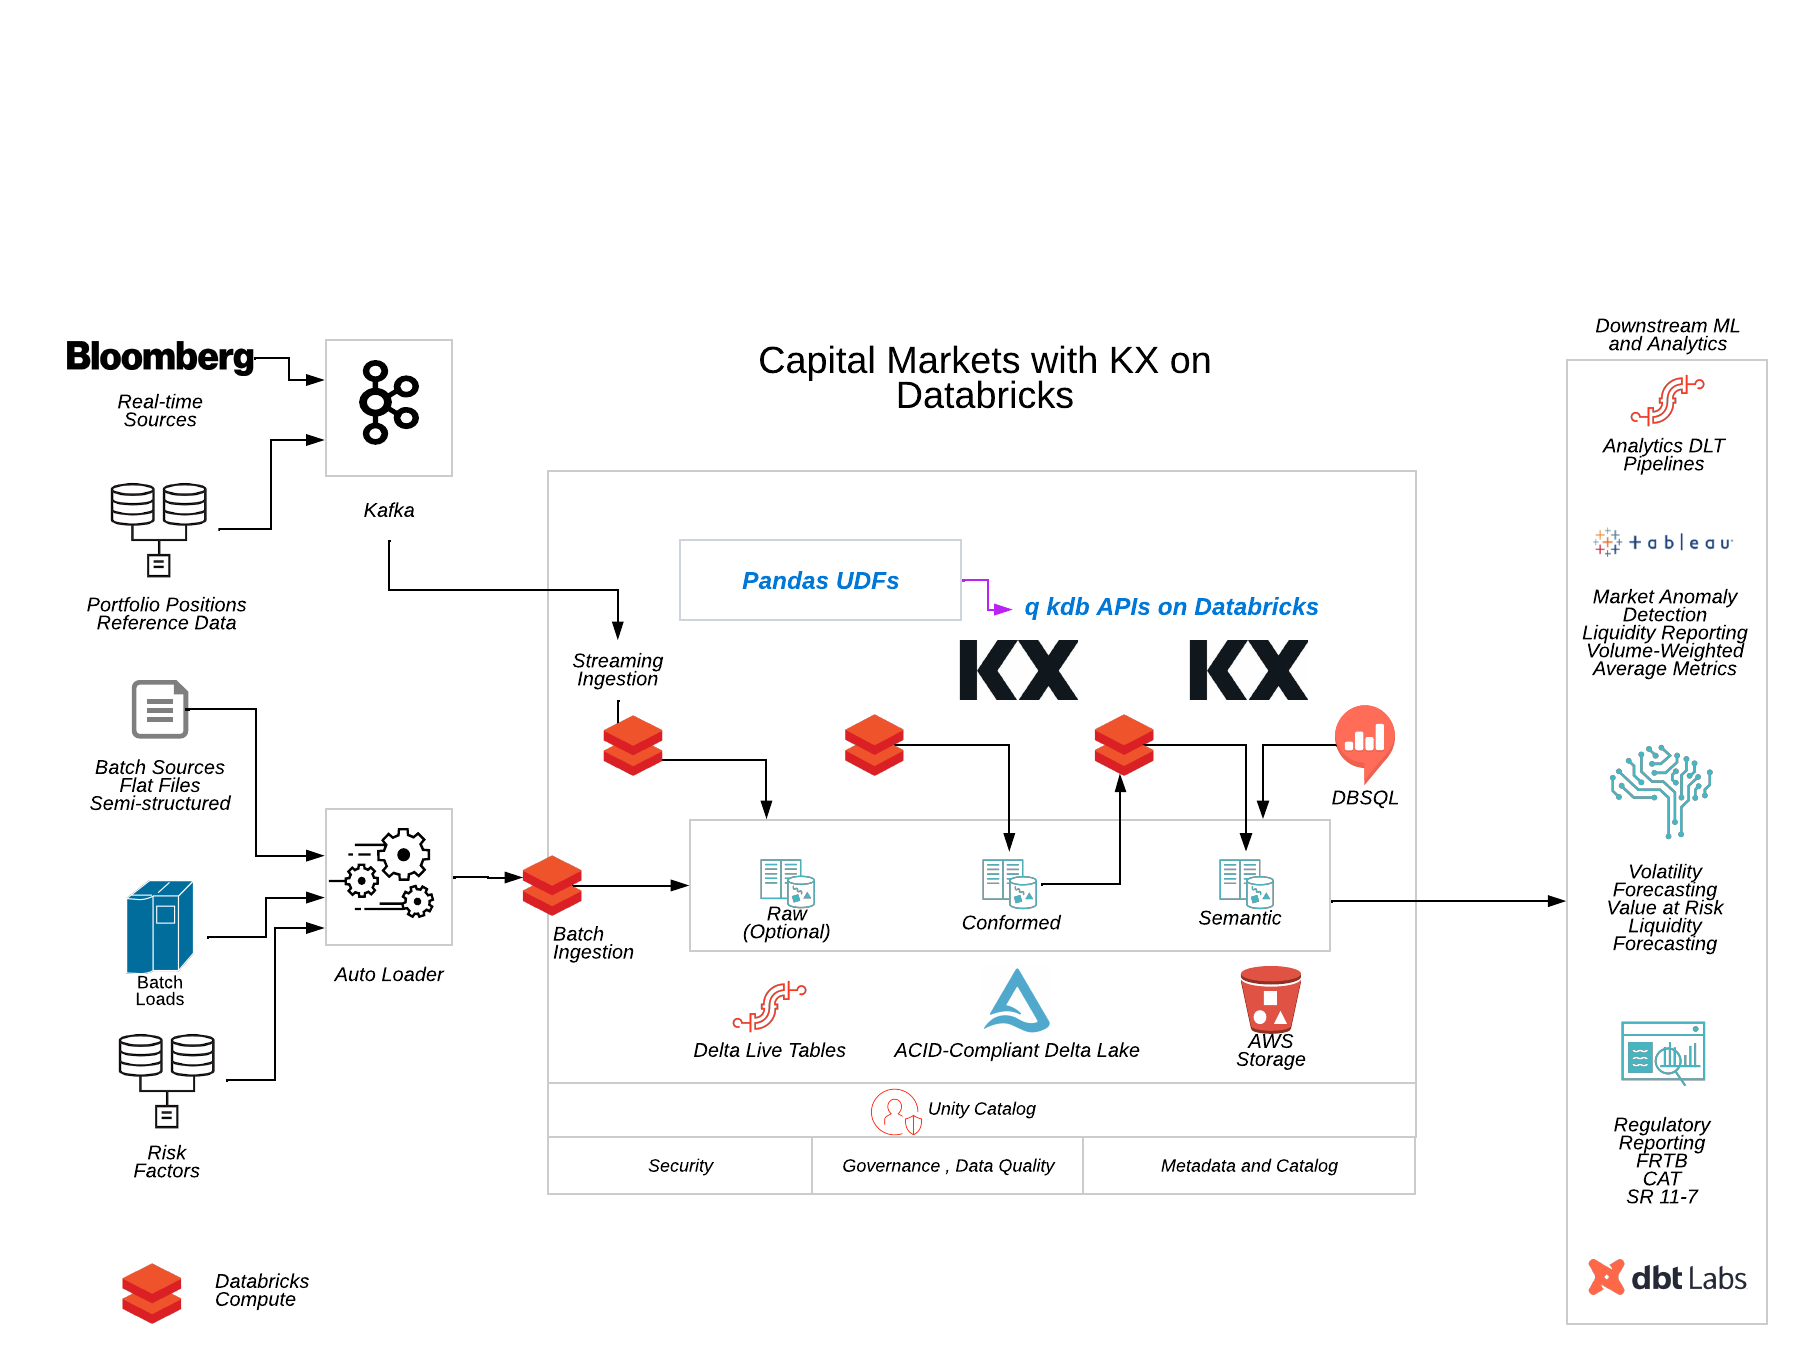 Capital Markets with KX on
Databricks
Bloomberg
Real-time
Sources
Kafka
Portfolio Positions
Reference Data
Batch Sources
Flat Files
Semi-structured
Batch
Loads
Auto Loader
Risk
Factors
Databricks
Compute
Pandas UDFs
q kdb APIs on Databricks
Streaming
Ingestion
KX
KX
DBSQL
Batch
Ingestion
Raw
(Optional)
Conformed
Semantic
Delta Live Tables
ACID-Compliant Delta Lake
AWS
Storage
Unity Catalog
Security
Governance , Data Quality
Metadata and Catalog
Downstream ML
and Analytics
Analytics DLT
Pipelines
tableau
Market Anomaly
Detection
Liquidity Reporting
Volume-Weighted
Average Metrics
Volatility
Forecasting
Value at Risk
Liquidity
Forecasting
Regulatory
Reporting
FRTB
CAT
SR 11-7
dbt Labs